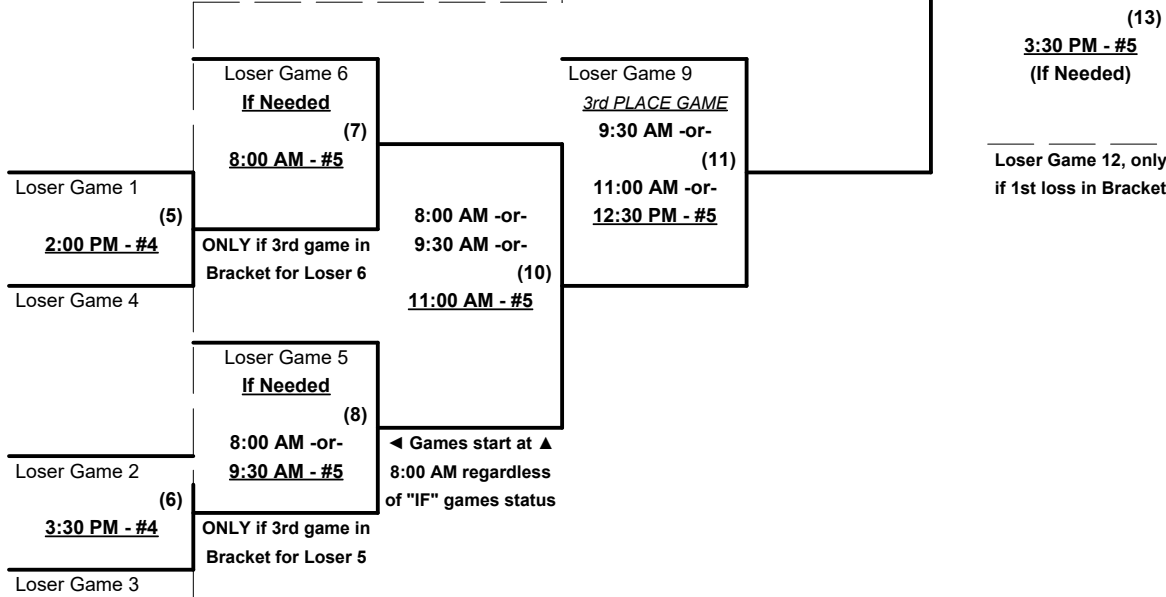 (13)
3:30 PM - #5
(If Needed)
Loser Game 12, only
if 1st loss in Bracket
Loser Game 6
If Needed
(7)
8:00 AM - #5
Loser Game 9
3rd PLACE GAME
9:30 AM -or-
(11)
11:00 AM -or-
12:30 PM - #5
Loser Game 1
(5)
2:00 PM - #4
Loser Game 4
ONLY if 3rd game in
Bracket for Loser 6
8:00 AM -or-
9:30 AM -or-
(10)
11:00 AM - #5
Loser Game 5
If Needed
(8)
8:00 AM -or-
9:30 AM - #5
◄ Games start at ▲
8:00 AM regardless
of "IF" games status
Loser Game 2
(6)
3:30 PM - #4
Loser Game 3
ONLY if 3rd game in
Bracket for Loser 5